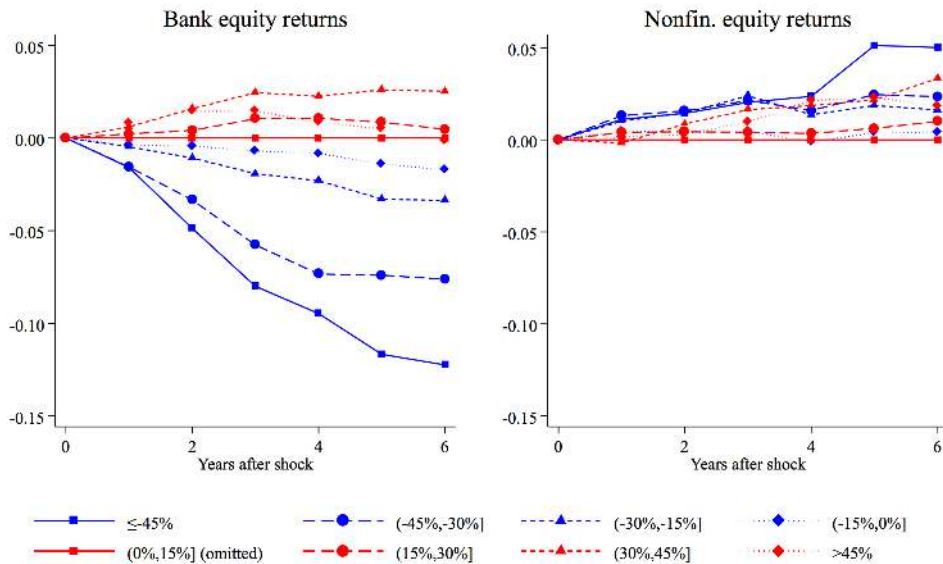 Bank equity returns
Nonfin. equity returns
0.05
0.00
-0.05
-0.10
-0.15
0 2 4 6
Years after shock
0.05
0.00
-0.05
-0.10
-0.15
0 2 4 6
Years after shock
≤-45% (-45%,-30%] (-30%,-15%] (-15%,0%]
(0%,15%] (omitted) (15%,30%] (30%,45%] >45%